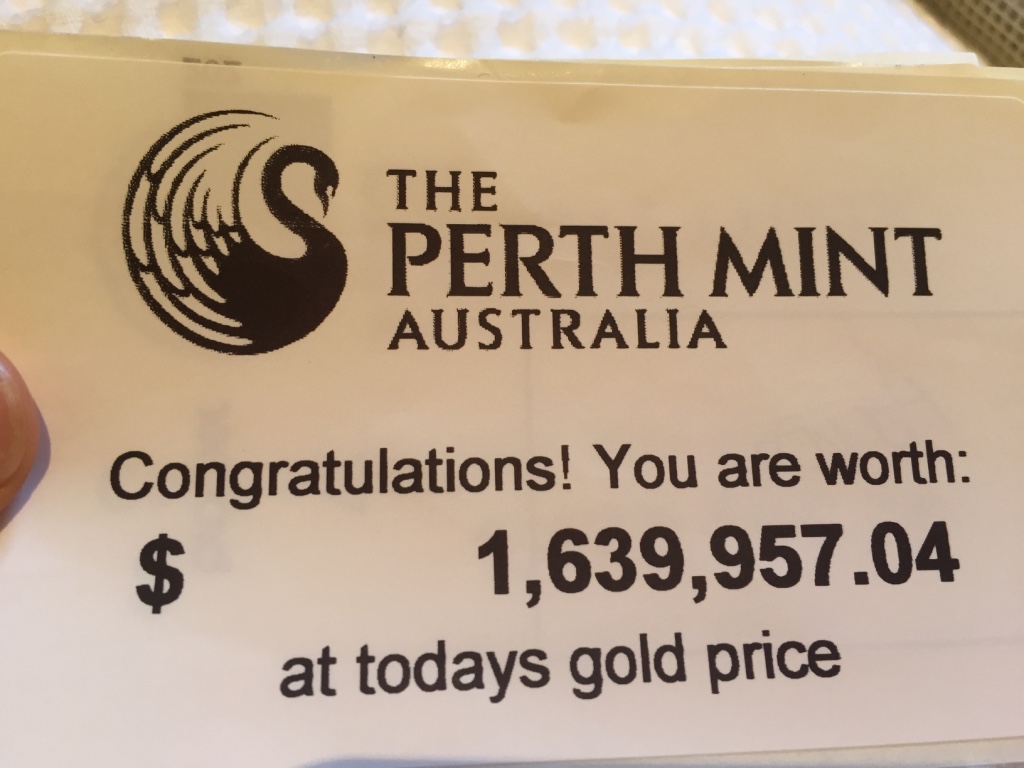 THE
PERTH MINT
AUSTRALIA
Congratulations! You are worth:
$ 1,639,957.04
at todays gold price